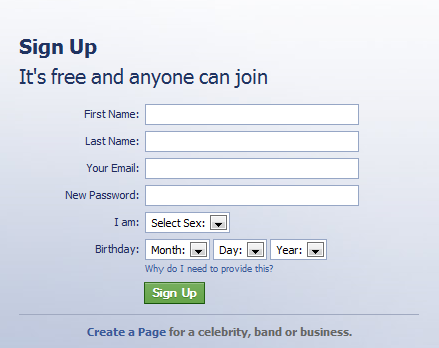 Sign Up
It's free and anyone can join
First Name:
Last Name:
Your Email:
New Password:
I am: Select Sex:
Birthday: Month: Day: Year:
Why do I need to provide this?
Sign Up
Create a Page for a celebrity, band or business.